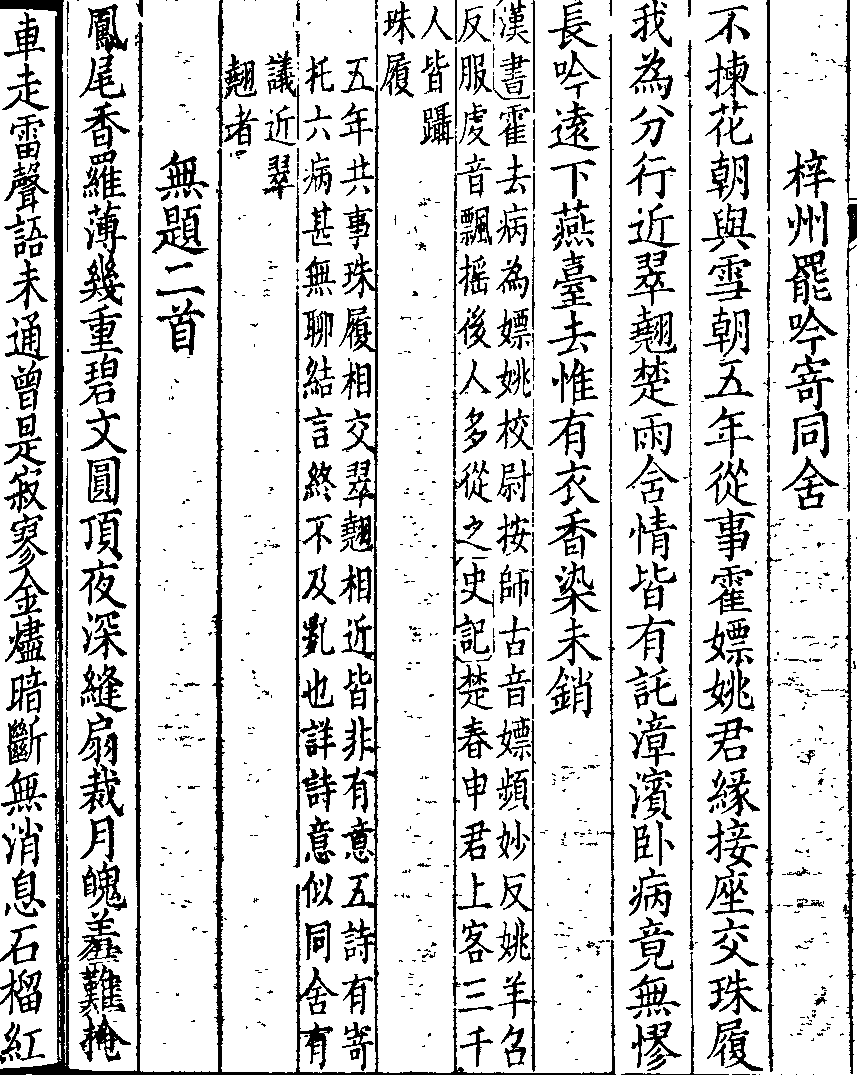 梓州罷吟寄同舍
不揀花朝與雪朝五年從事霍嫖姚君緣接座交珠履
我為分行近翠翹楚雨含情皆有託漳濱卧病竟無憀
長吟遠下燕臺去惟有衣香染未銷
漢書霍去病為嫖姚校尉按師古音嫖頻妙反姚羊召
反服虔音飄摇後人多從之史記楚春申君上客三千
人皆躡
珠履
五年共事珠履相交翠翹相近皆非有意五詩有寄
托六病甚無聊結言終不及亂也詳詩意似同舍有
議近翠
翹者
無題二首
鳳尾香羅薄幾重碧文圓頂夜深縫扇裁月魄羞難掩
車走雷聲語未通曾是寂寥金燼暗斷無消息石榴紅